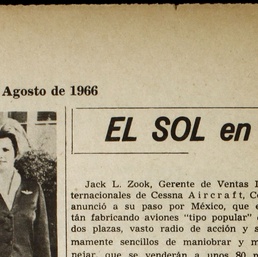 Agosto de 1966
EL SOL en
Jack L. Zook, Gerente de Ventas I
ternacionales de Cessna Aircraft, C
anunció a su paso por México, que e
tán fabricando aviones "tipo popular"
dos plazas, vasto radio de acción y s
mamente sencillos de maniobrar y m
nejar, que se venderán a unos 80